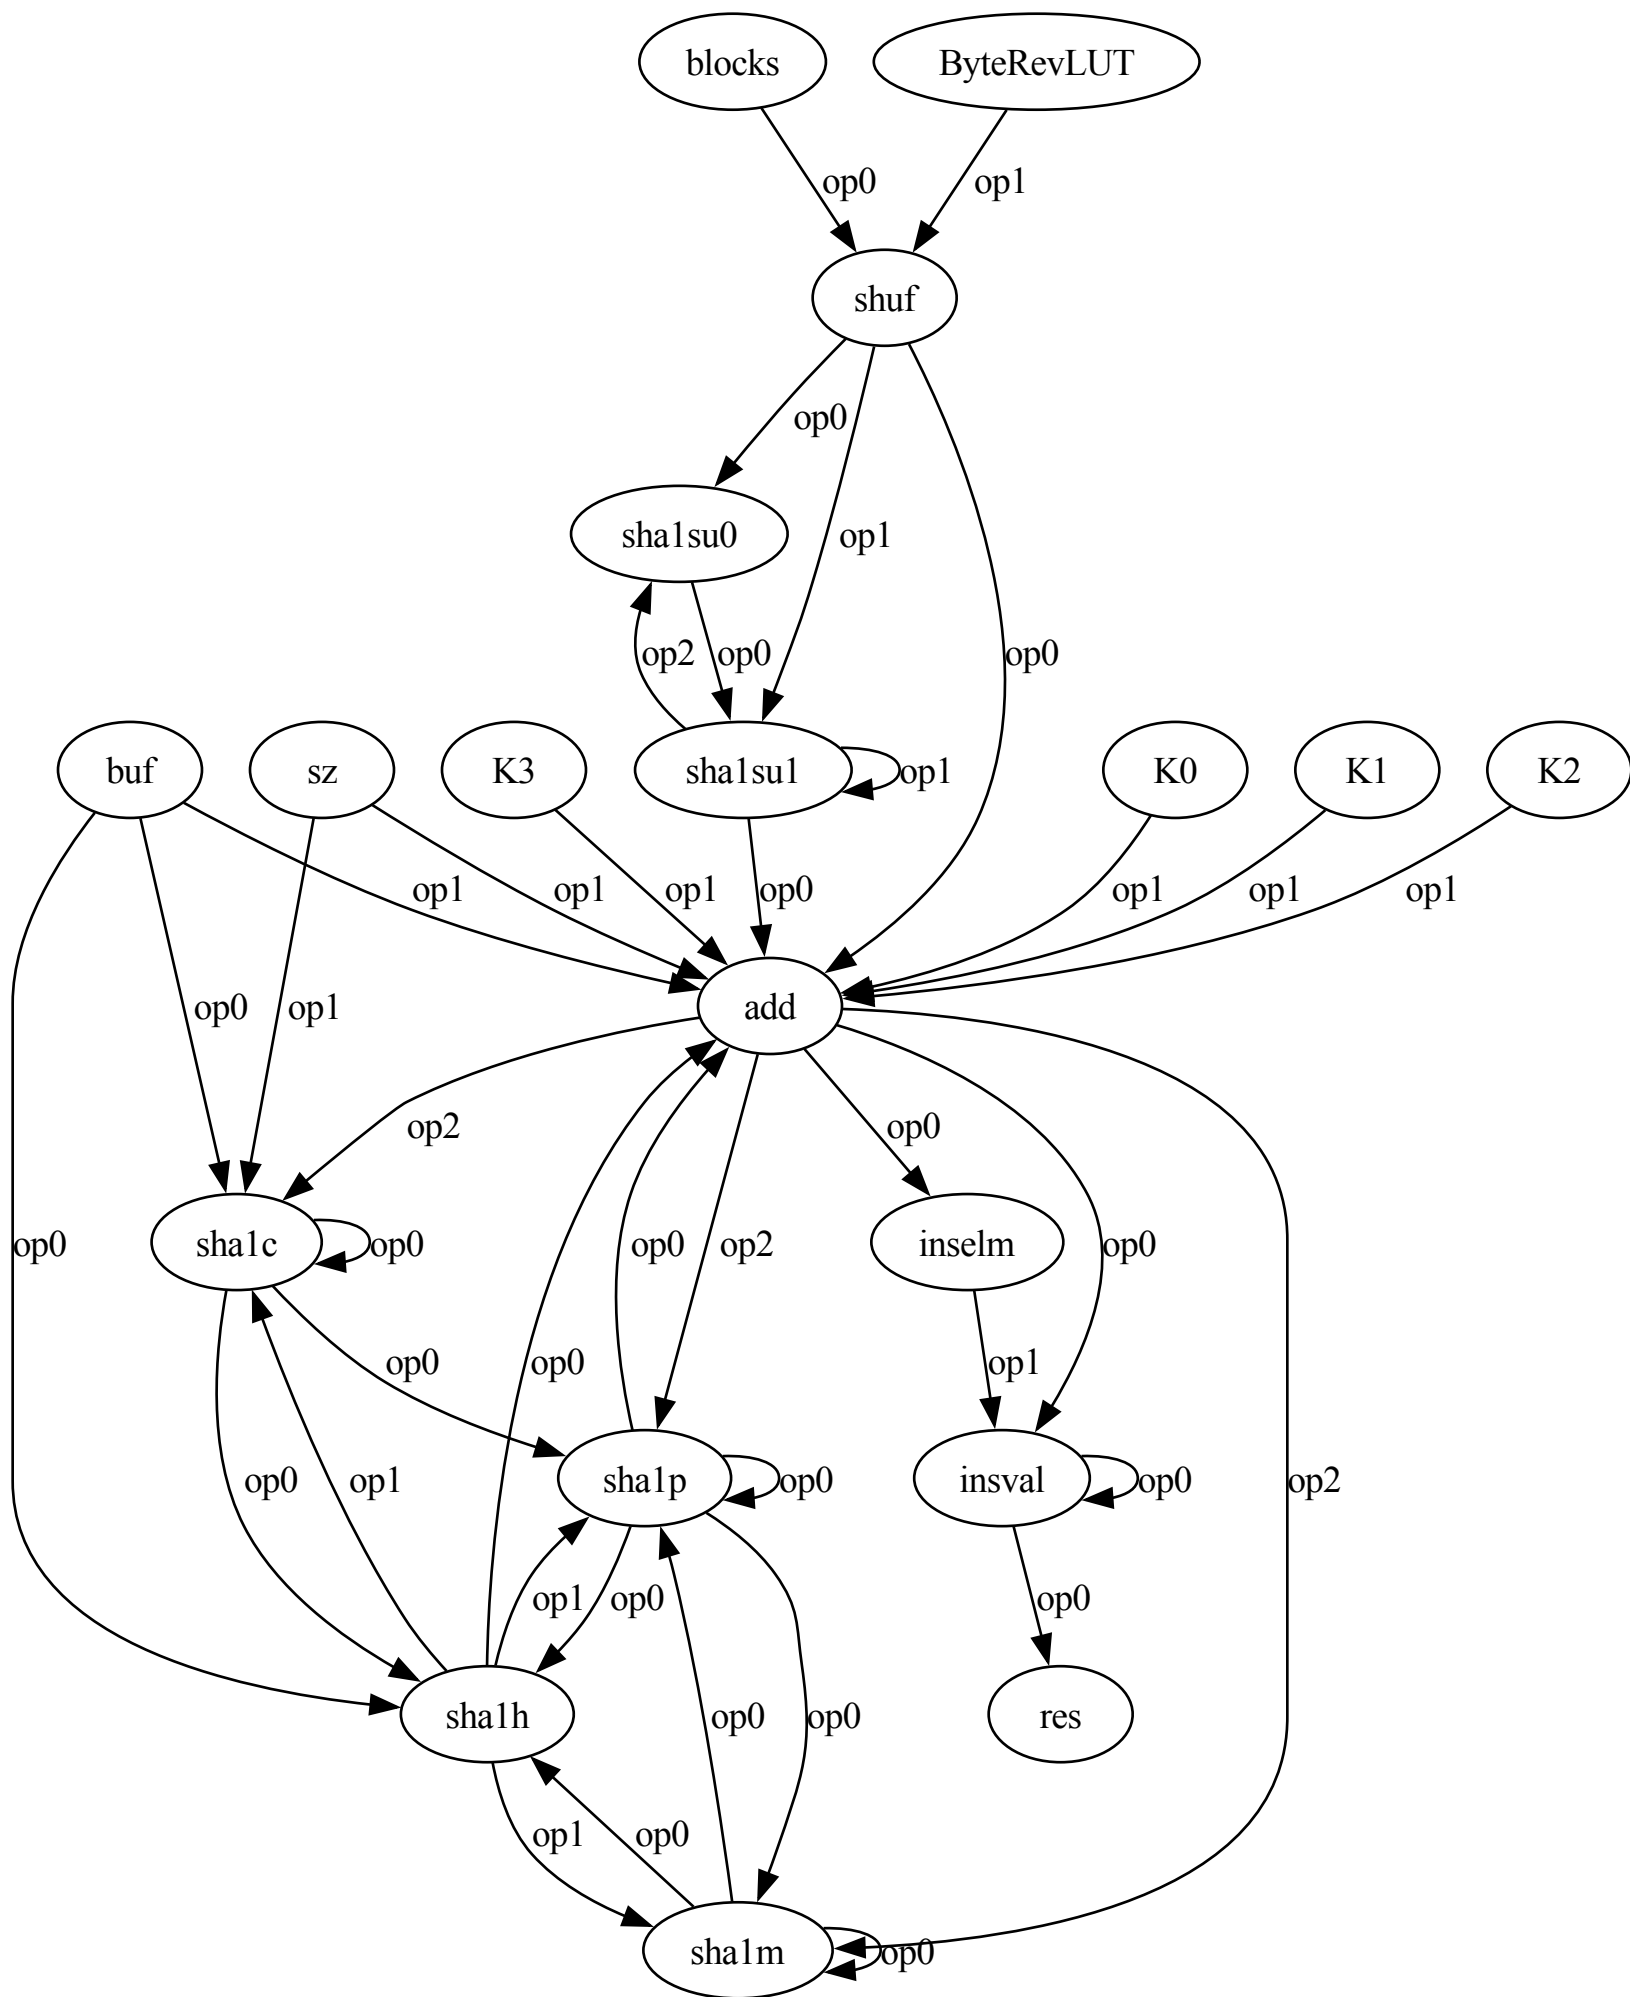 blocks ByteRevLUT
op0 op1
shuf
op0
sha1su0 op1
op2 op0 op0
buf sz K3 sha1su1 op1 K0 K1 K2
op1 op1 op1 op0 op1 op1 op1
op0 op1 add
op2 op0
op0 sha1c op0 op0 op2 inselm op0
op0 op0 op1
op0 op1 sha1p op0 insval op0 op2
op1 op0 op0
sha1h op0 op0 res
op1 op0
sha1m op0